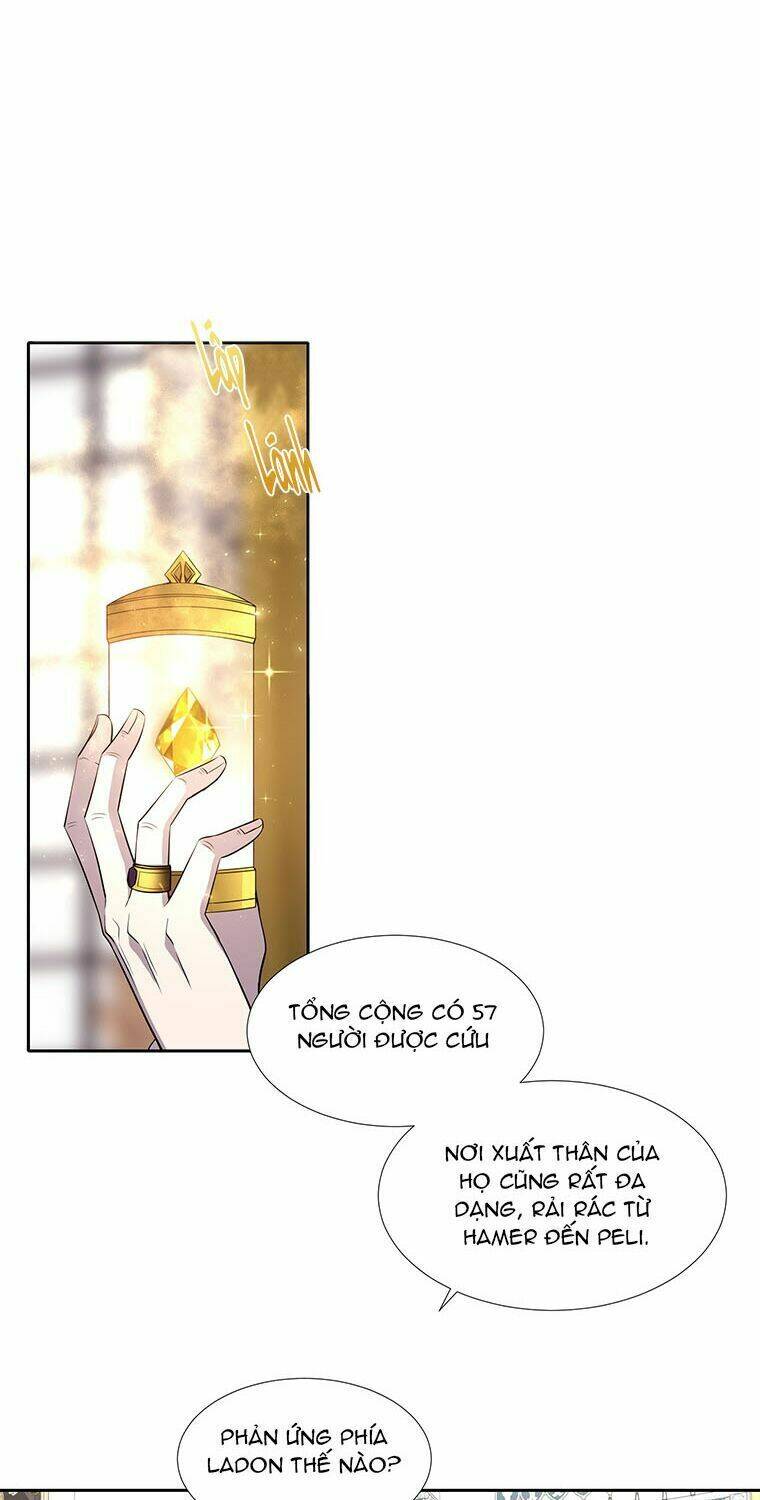 Lấp
Lánh
TỔNG CỘNG CÓ 57
NGƯỜI ĐƯỢC CỨU
NƠI XUẤT THÂN CỦA
HỌ CŨNG RẤT ĐA
DẠNG, RẢI RÁC TỪ
HAMER ĐẾN PELI.
PHẢN ỨNG PHÍA
LADON THẾ NÀO?